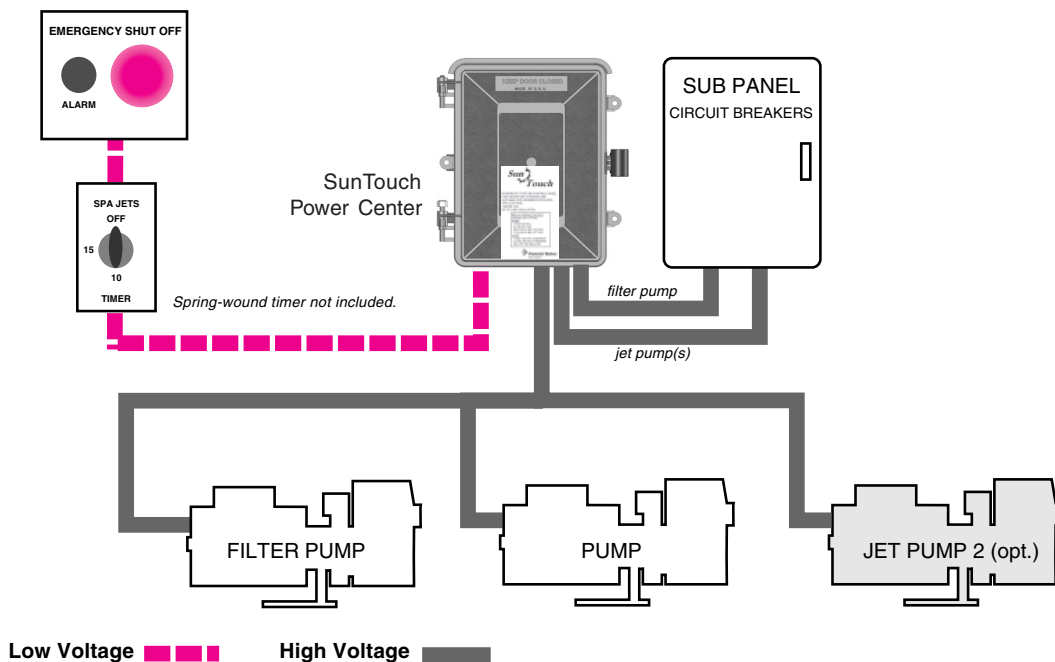 EMERGENCY SHUT OFF
ALARM
SPA JETS
OFF
15
10
TIMER
Spring-wound timer not included.
SunTouch
Power Center
KEEP DOOR CLOSED
MADE IN U.S.A.
Sun
Touch
SUB PANEL
CIRCUIT BREAKERS
filter pump
jet pump(s)
FILTER PUMP
PUMP
JET PUMP 2 (opt.)
Low Voltage
High Voltage